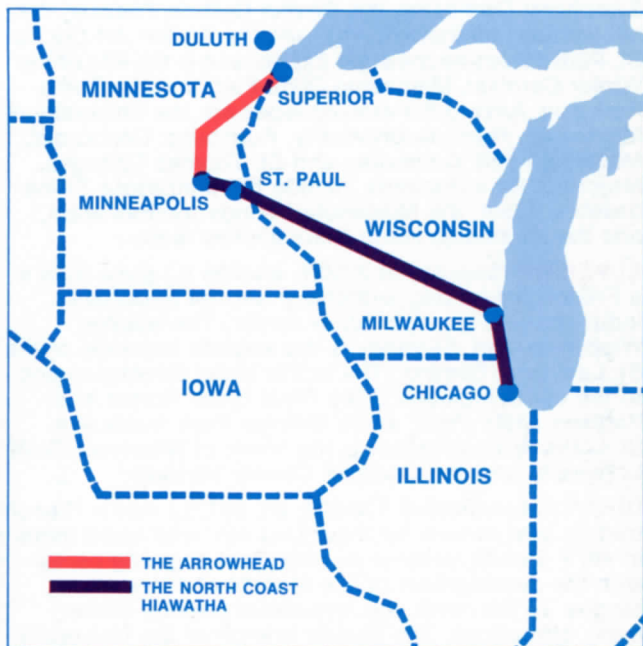 DULUTH
MINNESOTA
SUPERIOR
ST. PAUL
MINNEAPOLIS
WISCONSIN
MILWAUKEE
IOWA
CHICAGO
ILLINOIS
THE ARROWHEAD
THE NORTH COAST
HIAWATHA